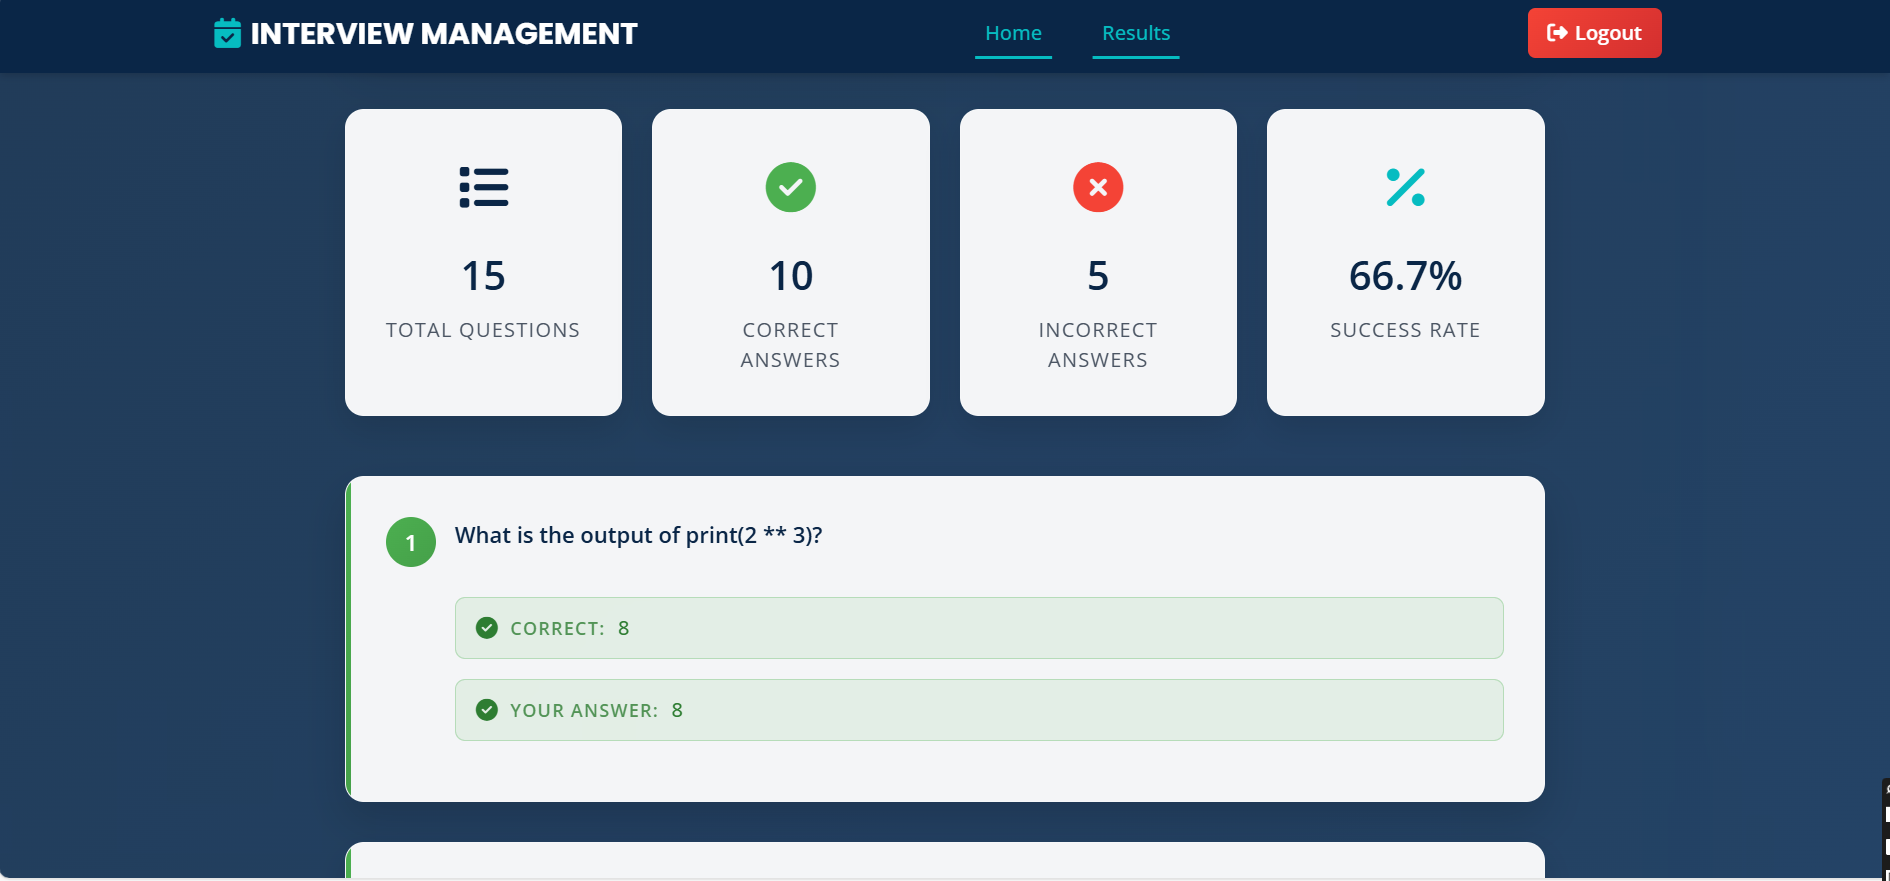 INTERVIEW MANAGEMENT
Home
Results
Logout
15
TOTAL QUESTIONS
10
CORRECT
ANSWERS
5
INCORRECT
ANSWERS
66.7%
SUCCESS RATE
1
What is the output of print(2 ** 3)?
CORRECT: 8
YOUR ANSWER: 8